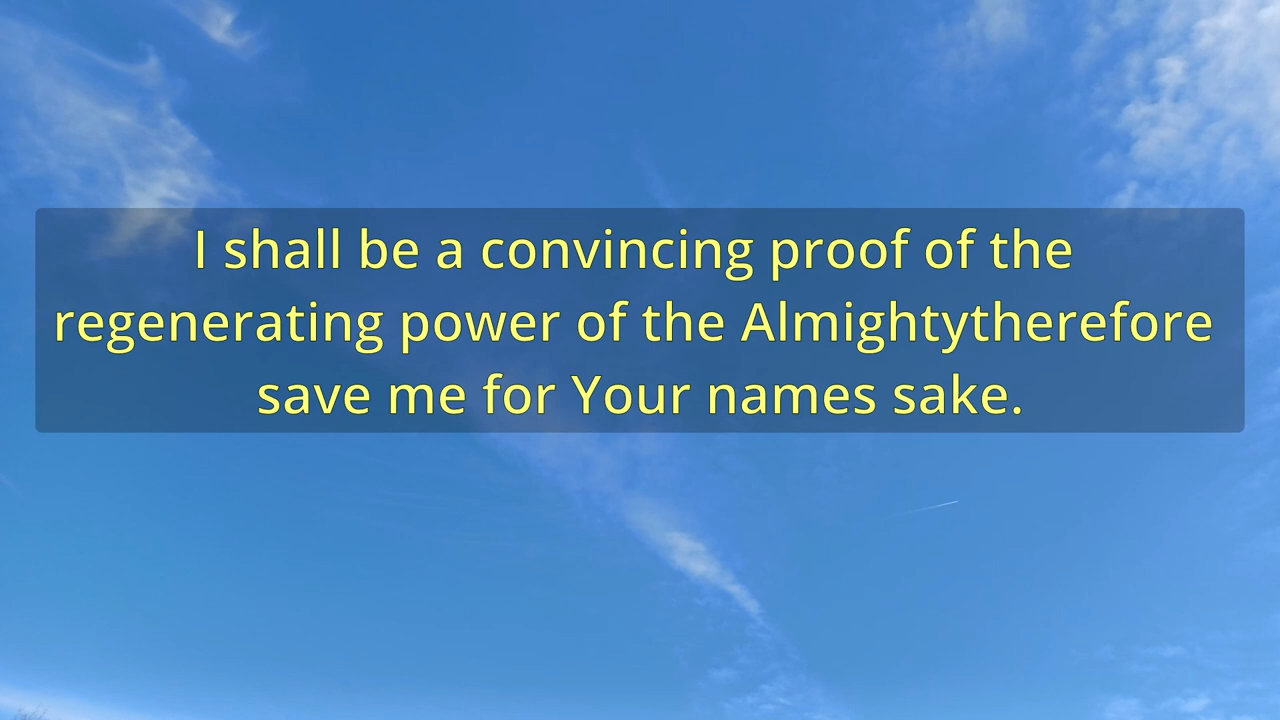 I shall be a convincing proof of the
regenerating power of the Almightytherefore
save me for Your names sake.